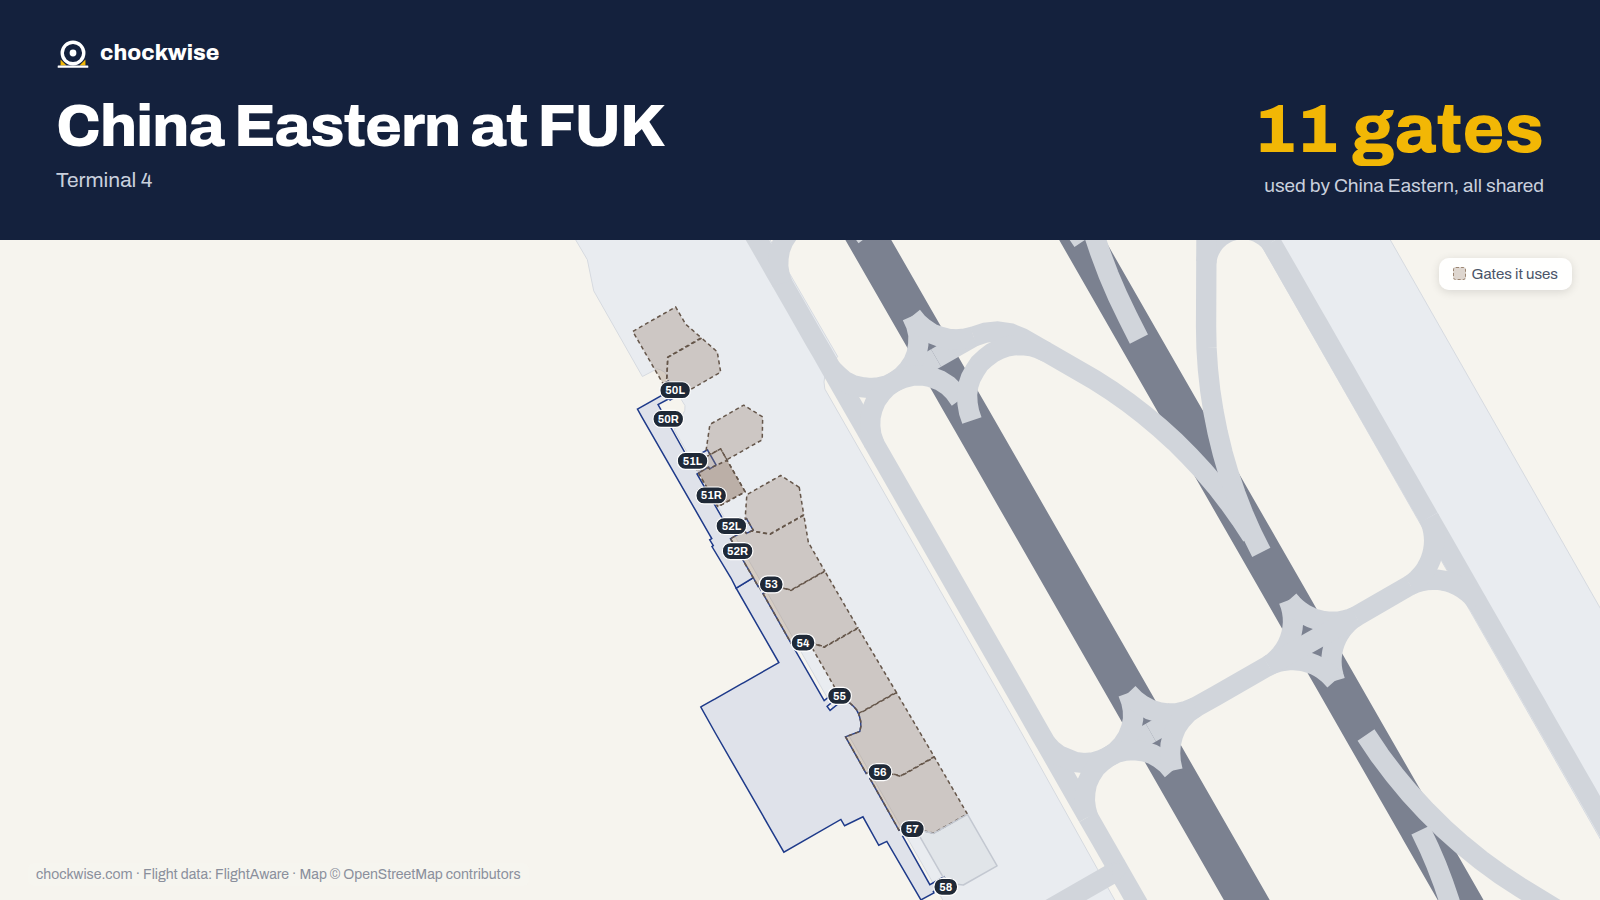 chockwise
China Eastern at FUK
Terminal 4
11 gates
used by China Eastern, all shared
Gates it uses
50L
50R
51L
51R
52L
52R
53
54
55
56
57
58
chockwise.com · Flight data: FlightAware · Map © OpenStreetMap contributors